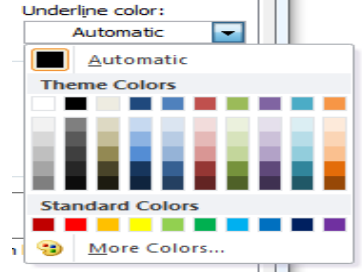 Underline color:
Automatic
Automatic
Theme Colors
Standard Colors
More Colors...